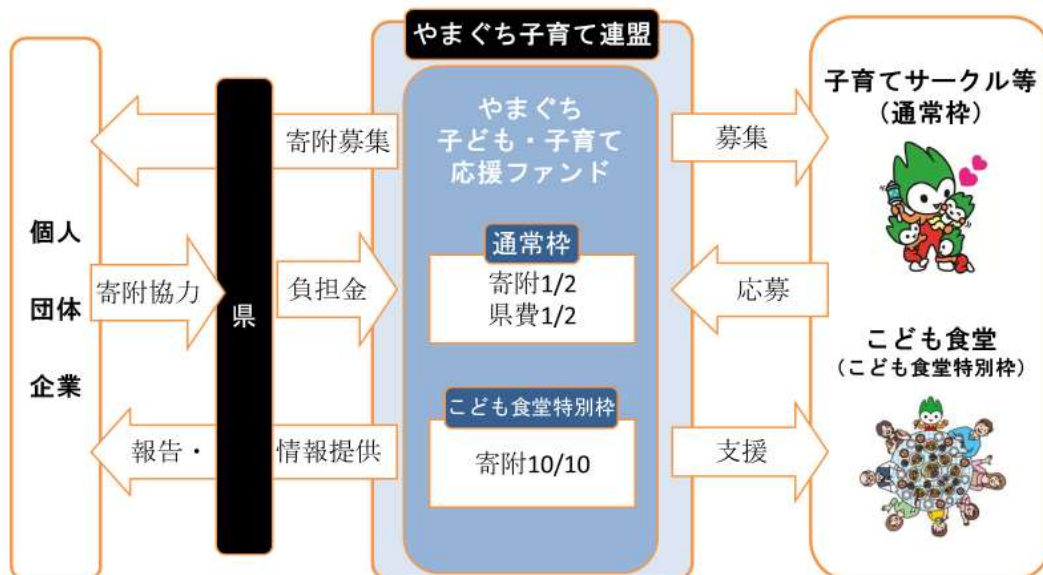 やまぐち子育て連盟
個人
団体
企業
寄附募集
寄附協力
報告・
県
負担金
情報提供
やまぐち
子ども・子育て
応援ファンド
通常枠
寄附1/2
県費1/2
こども食堂特別枠
寄附10/10
募集
応募
支援
子育てサークル等
（通常枠）
こども食堂
（こども食堂特別枠）